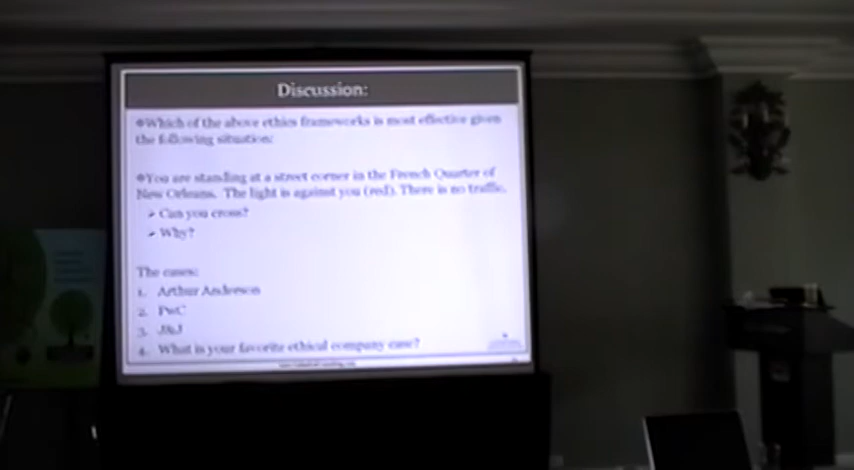 Discussion:
❖Which of the above ethics frameworks is most effective given
the following situation:
❖You are standing at a street corner in the French Quarter of
New Orleans. The light is against you (red). There is no traffic.
➢ Can you cross?
➢ Why?
The cases:
1. Arthur Anderson
2. PwC
3. J&J
4. What is your favorite ethical company case?